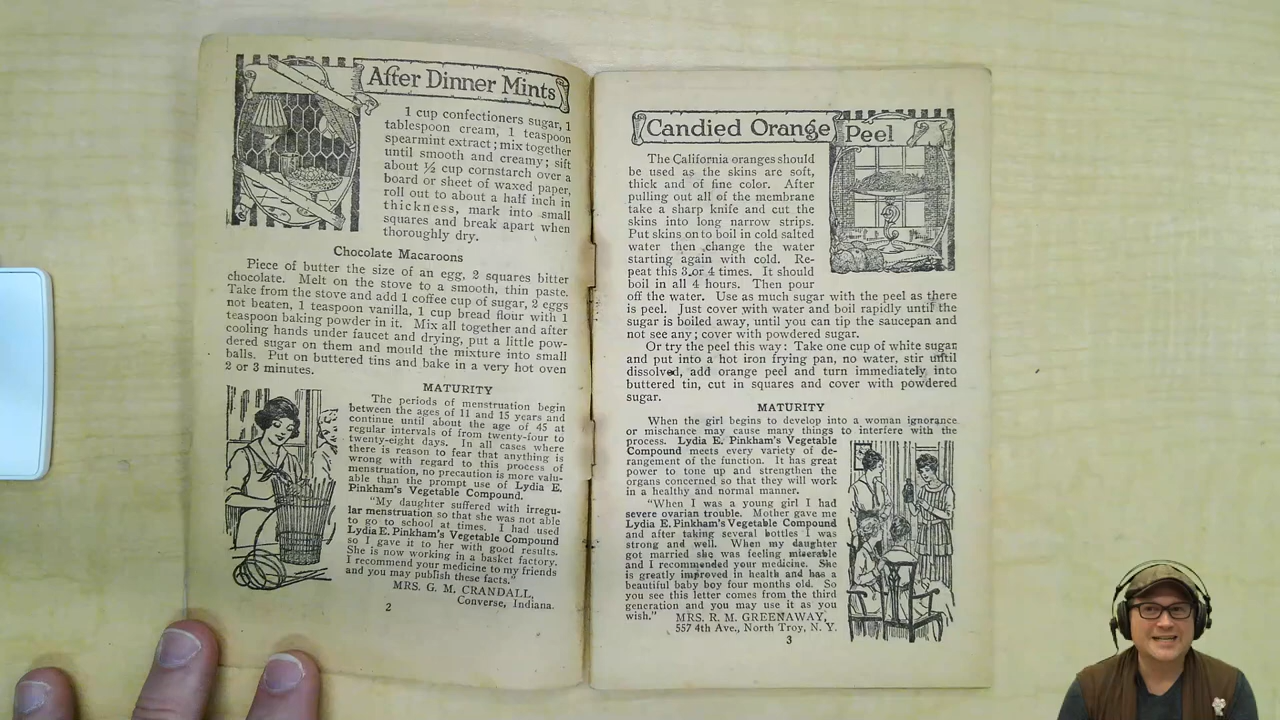 After Dinner Mints
1 cup confectioners sugar, 1
tablespoon cream, 1 teaspoon
spearmint extract; mix together
until smooth and creamy; sift
about ½ cup cornstarch over a
board or sheet of waxed paper,
roll out to about a half inch in
thickness, mark into small
squares and break apart when
thoroughly dry.
Chocolate Macaroons
Piece of butter the size of an egg, 2 squares bitter
chocolate. Melt on the stove to a smooth, thin paste.
Take from the stove and add 1 coffee cup of sugar, 2 eggs
not beaten, 1 teaspoon vanilla, 1 cup bread flour with 1
teaspoon baking powder in it. Mix all together and after
cooling hands under faucet and drying, put a little pow-
dered sugar on them and mould the mixture into small
balls. Put on buttered tins and bake in a very hot oven
2 or 3 minutes.
MATURITY
The periods of menstruation begin
between the ages of 11 and 15 years and
continue until about the age of 45 at
regular intervals of from twenty-four to
twenty-eight days. In all cases where
there is reason to fear that anything is
wrong with regard to this process of
menstruation, no precaution is more valu-
able than the prompt use of Lydia E.
Pinkham's Vegetable Compound.
"My daughter suffered with irregu-
lar menstruation so that she was not able
to go to school at times. I had used
Lydia E. Pinkham's Vegetable Compound
so I gave it to her with good results.
She is now working in a basket factory.
I recommend your medicine to my friends
and you may publish these facts."
MRS. G. M. CRANDALL,
Converse, Indiana.
2
Candied Orange Peel
The California oranges should
be used as the skins are soft,
thick and of fine color. After
pulling out all of the membrane
take a sharp knife and cut the
skins into long narrow strips.
Put skins on to boil in cold salted
water then change the water
starting again with cold. Re-
peat this 3 or 4 times. It should
boil in all 4 hours. Then pour
off the water. Use as much sugar with the peel as there
is peel. Just cover with water and boil rapidly until the
sugar is boiled away, until you can tip the saucepan and
not see any; cover with powdered sugar.
Or try the peel this way: Take one cup of white sugar
and put into a hot iron frying pan, no water, stir until
dissolved, add orange peel and turn immediately into
buttered tin, cut in squares and cover with powdered
sugar.
MATURITY
When the girl begins to develop into a woman ignorance
or mischance may cause many things to interfere with the
process. Lydia E. Pinkham's Vegetable
Compound meets every variety of de-
rangement of the function. It has great
power to tone up and strengthen the
organs concerned so that they will work
in a healthy and normal manner.
"When I was a young girl I had
severe ovarian trouble. Mother gave me
Lydia E. Pinkham's Vegetable Compound
and after taking several bottles I was
strong and well. When my daughter
got married she was feeling miserable
and I recommended your medicine. She
is greatly improved in health and has a
beautiful baby boy four months old. So
you see this letter comes from the third
generation and you may use it as you
wish." MRS. R. M. GREENAWAY,
557 4th Ave., North Troy, N. Y.
3